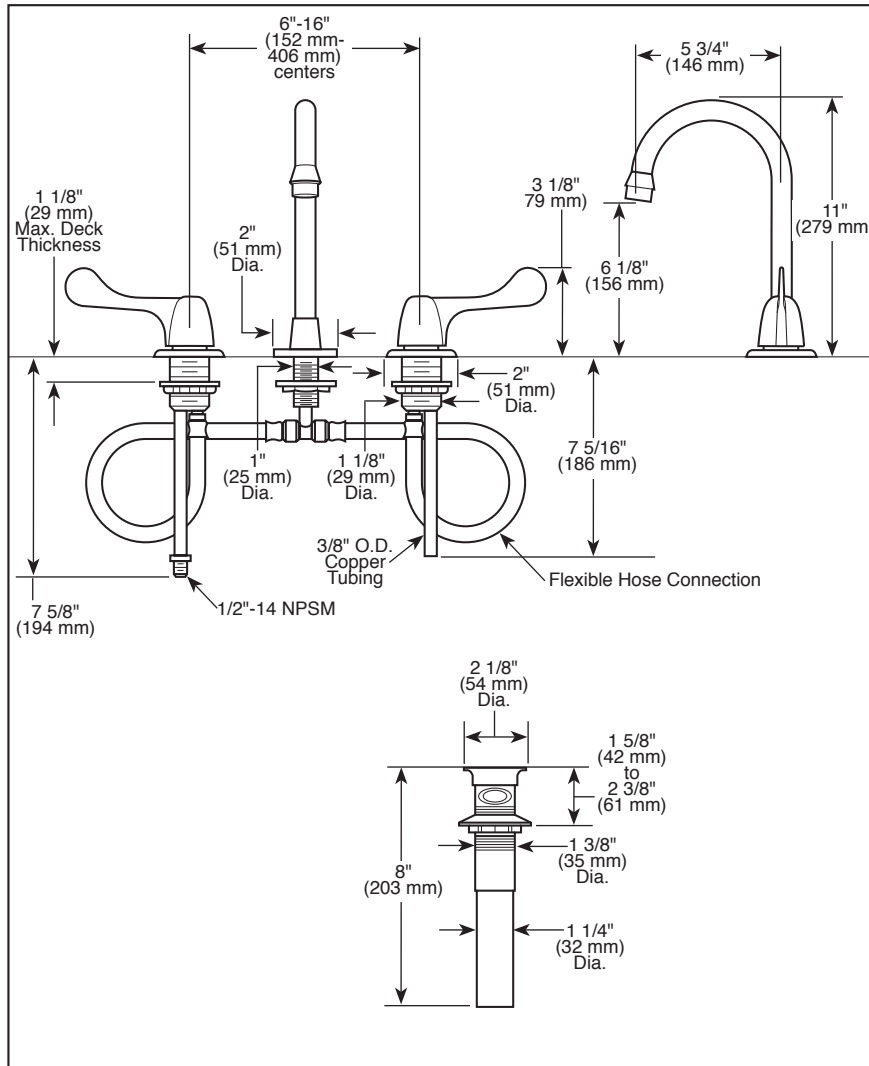 6"-16"
(152 mm-
406 mm)
centers
5 3/4"
(146 mm)
1 1/8"
(29 mm)
Max. Deck
Thickness
2"
(51 mm)
Dia.
3 1/8"
79 mm)
11"
(279 mm
6 1/8"
(156 mm)
2"
(51 mm)
Dia.
1"
(25 mm)
Dia.
1 1/8"
(29 mm)
Dia.
7 5/16"
(186 mm)
3/8" O.D.
Copper
Tubing
Flexible Hose Connection
1/2"-14 NPSM
7 5/8"
(194 mm)
2 1/8"
(54 mm)
Dia.
1 5/8"
(42 mm)
to
2 3/8"
(61 mm)
1 3/8"
(35 mm)
Dia.
8"
(203 mm)
1 1/4"
(32 mm)
Dia.